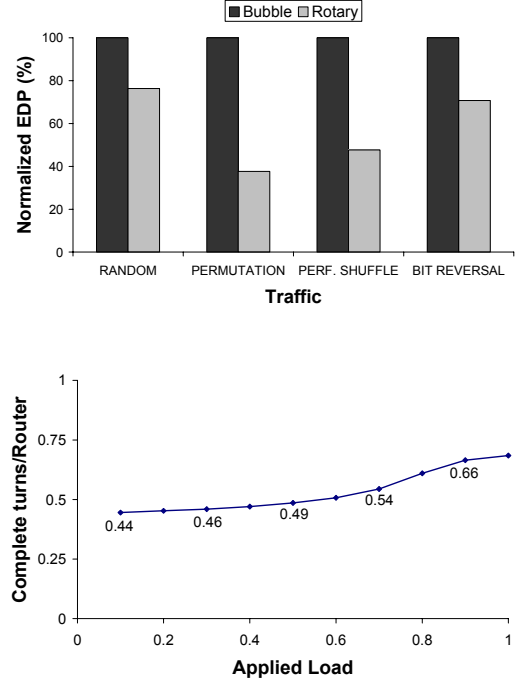 Bubble Rotary
Normalized EDP (%)
100
80
60
40
20
0
RANDOM PERMUTATION PERF. SHUFFLE BIT REVERSAL
Traffic
Complete turns/Router
1
0.75
0.5
0.25
0
0.44 0.46 0.49 0.54 0.66
0 0.2 0.4 0.6 0.8 1
Applied Load